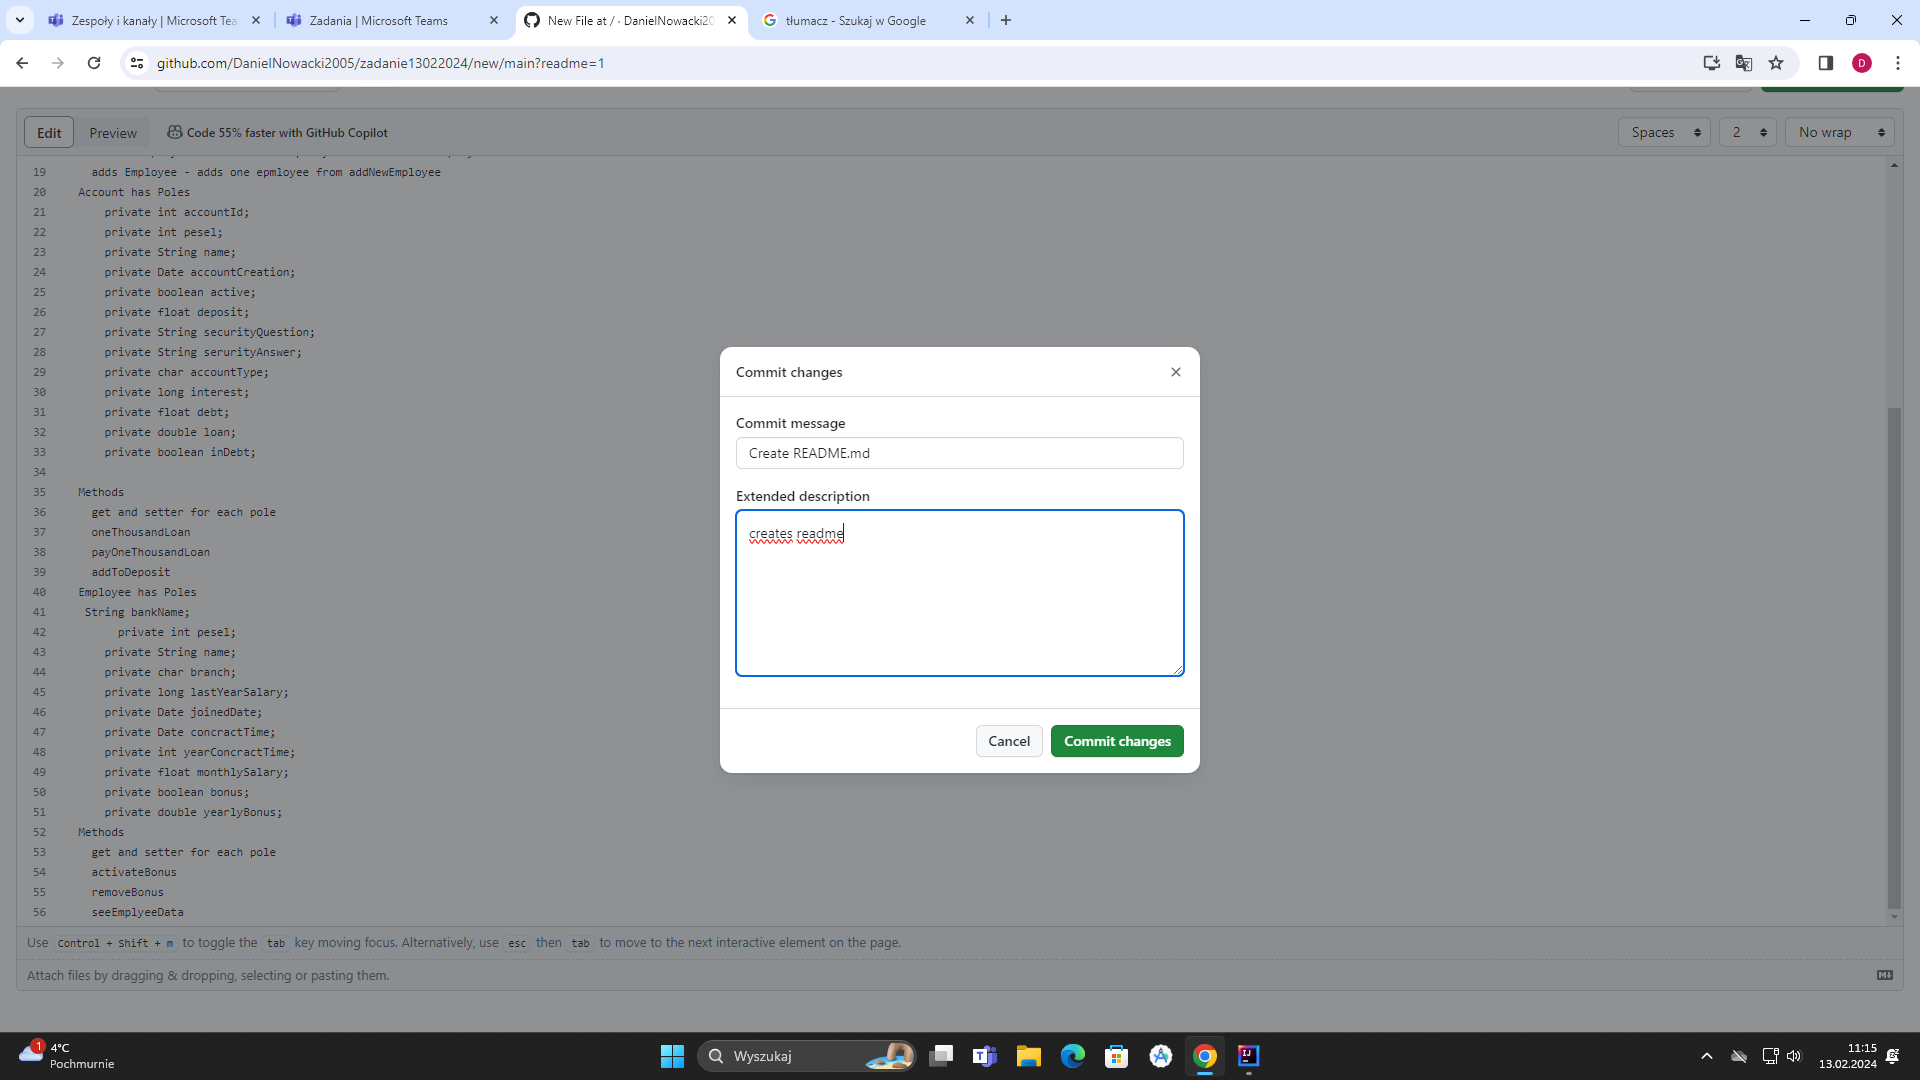 Zespoły i kanały | Microsoft Tea
Zadania | Microsoft Teams
New File at / · DanielNowacki20
tłumacz - Szukaj w Google
github.com/DanielNowacki2005/zadanie13022024/new/main?readme=1
D
Edit
Preview
Code 55% faster with GitHub Copilot
Spaces
2
No wrap
19 adds Employee - adds one epmloyee from addNewEmployee
20 Account has Poles
21 private int accountId;
22 private int pesel;
23 private String name;
24 private Date accountCreation;
25 private boolean active;
26 private float deposit;
27 private String securityQuestion;
28 private String serurityAnswer;
29 private char accountType;
30 private long interest;
31 private float debt;
32 private double loan;
33 private boolean inDebt;
34
35 Methods
36 get and setter for each pole
37 oneThousandLoan
38 payOneThousandLoan
39 addToDeposit
40 Employee has Poles
41 String bankName;
42 private int pesel;
43 private String name;
44 private char branch;
45 private long lastYearSalary;
46 private Date joinedDate;
47 private Date concractTime;
48 private int yearConcractTime;
49 private float monthlySalary;
50 private boolean bonus;
51 private double yearlyBonus;
52 Methods
53 get and setter for each pole
54 activateBonus
55 removeBonus
56 seeEmplyeeData
Commit changes
Commit message
Create README.md
Extended description
creates readme
Cancel
Commit changes
Use Control + Shift + m to toggle the tab key moving focus. Alternatively, use esc then tab to move to the next interactive element on the page.
Attach files by dragging & dropping, selecting or pasting them.
1
4°C
Pochmurnie
Wyszukaj
11:15
13.02.2024